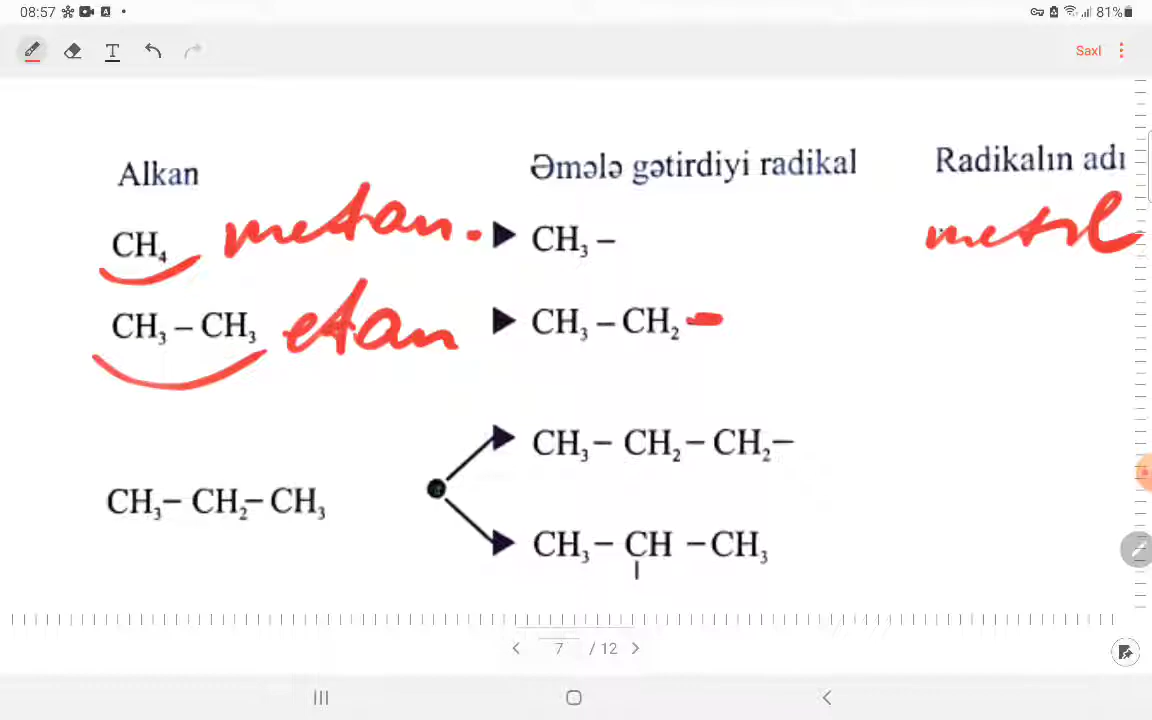 08:57 81%
T Saxl
Alkan Əmələ gətirdiyi radikal Radikalın adı
CH₄ metan. CH₃ – metil
CH₃ – CH₃ etan CH₃ – CH₂ -
CH₃ – CH₂ – CH₂ –
CH₃ – CH₂ – CH₃
CH₃ – CH – CH₃
7 / 12